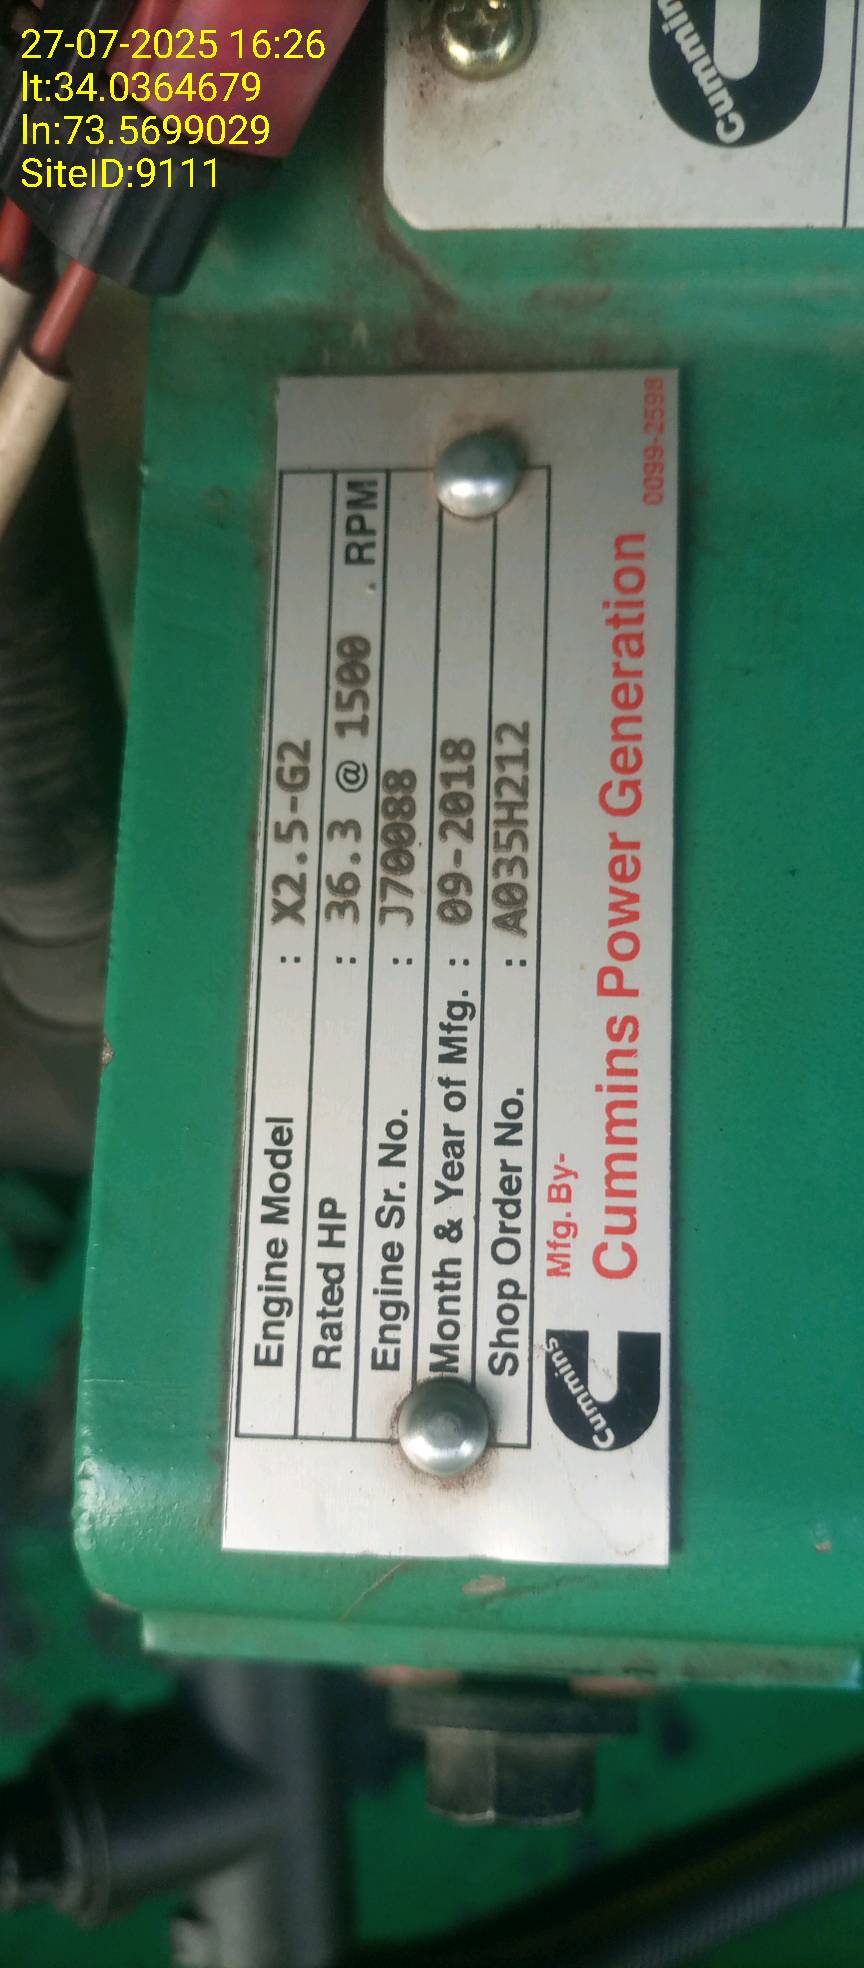 27-07-2025 16:26
lt:34.0364679
ln:73.5699029
SiteID:9111
Cummins
Engine Model : X2.5-G2
Rated HP : 36.3 @ 1500 . RPM
Engine Sr. No. : J70088
Month & Year of Mfg. : 09-2018
Shop Order No. : A035H212
Mfg. By-
Cummins
Cummins Power Generation
0099-2598